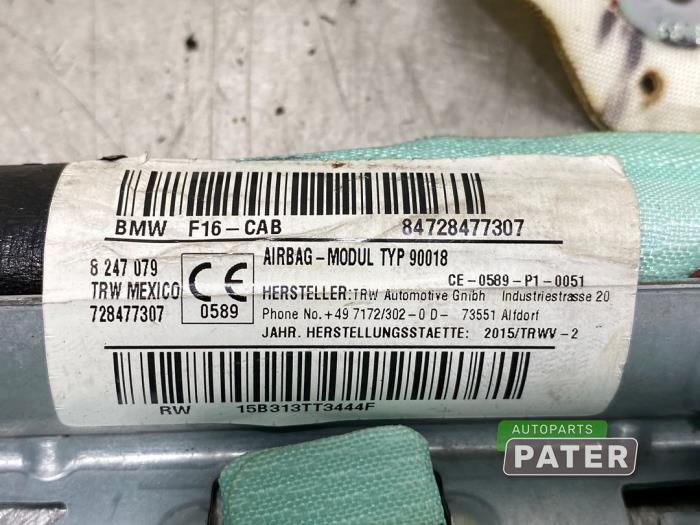 BMW F16-CAB 84728477307
8 247 079
TRW MEXICO
728477307
CE
0589
AIRBAG-MODUL TYP 90018
CE-0589-P1-0051
HERSTELLER:TRW Automotive Gmbh Industriestrasse 20
Phone No.+49 7172/302-0 D- 73551 Alfdorf
JAHR. HERSTELLUNGSSTAETTE: 2015/TRWV-2
RW 15B313TT3444F
AUTOPARTS
PATER